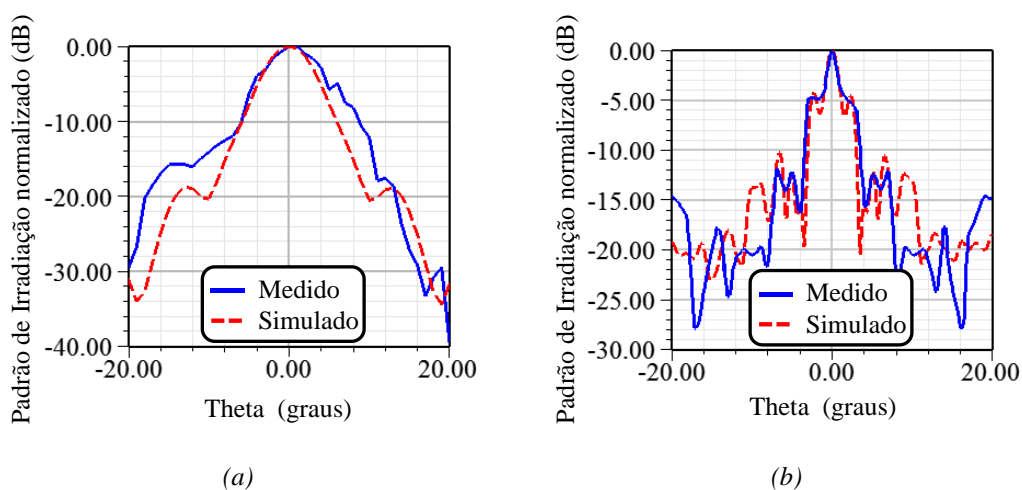 Padrão de Irradiação normalizado (dB)
0.00
-10.00
-20.00
-30.00
-40.00
-20.00
0.00
20.00
Medido
Simulado
Theta (graus)
(a)
Padrão de Irradiação normalizado (dB)
0.00
-5.00
-10.00
-15.00
-20.00
-25.00
-30.00
-20.00
0.00
20.00
Medido
Simulado
Theta (graus)
(b)